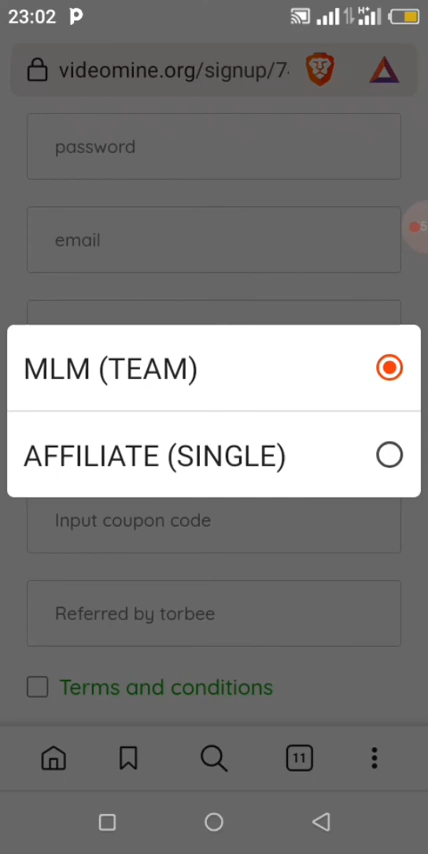 23:02
videomine.org/signup/7
password
email
MLM (TEAM)
AFFILIATE (SINGLE)
Input coupon code
Referred by torbee
Terms and conditions
11